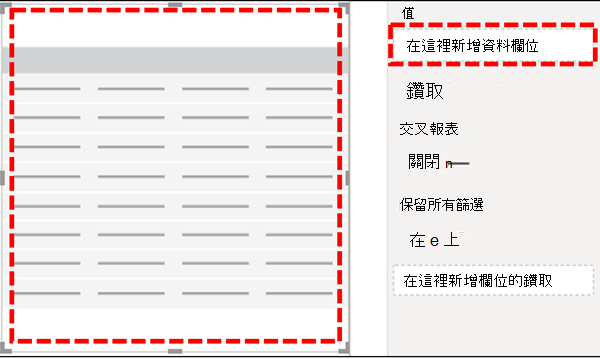 值
在這裡新增資料欄位
鑽取
交叉報表
關閉 n
保留所有篩選
在 e 上
在這裡新增欄位的鑽取